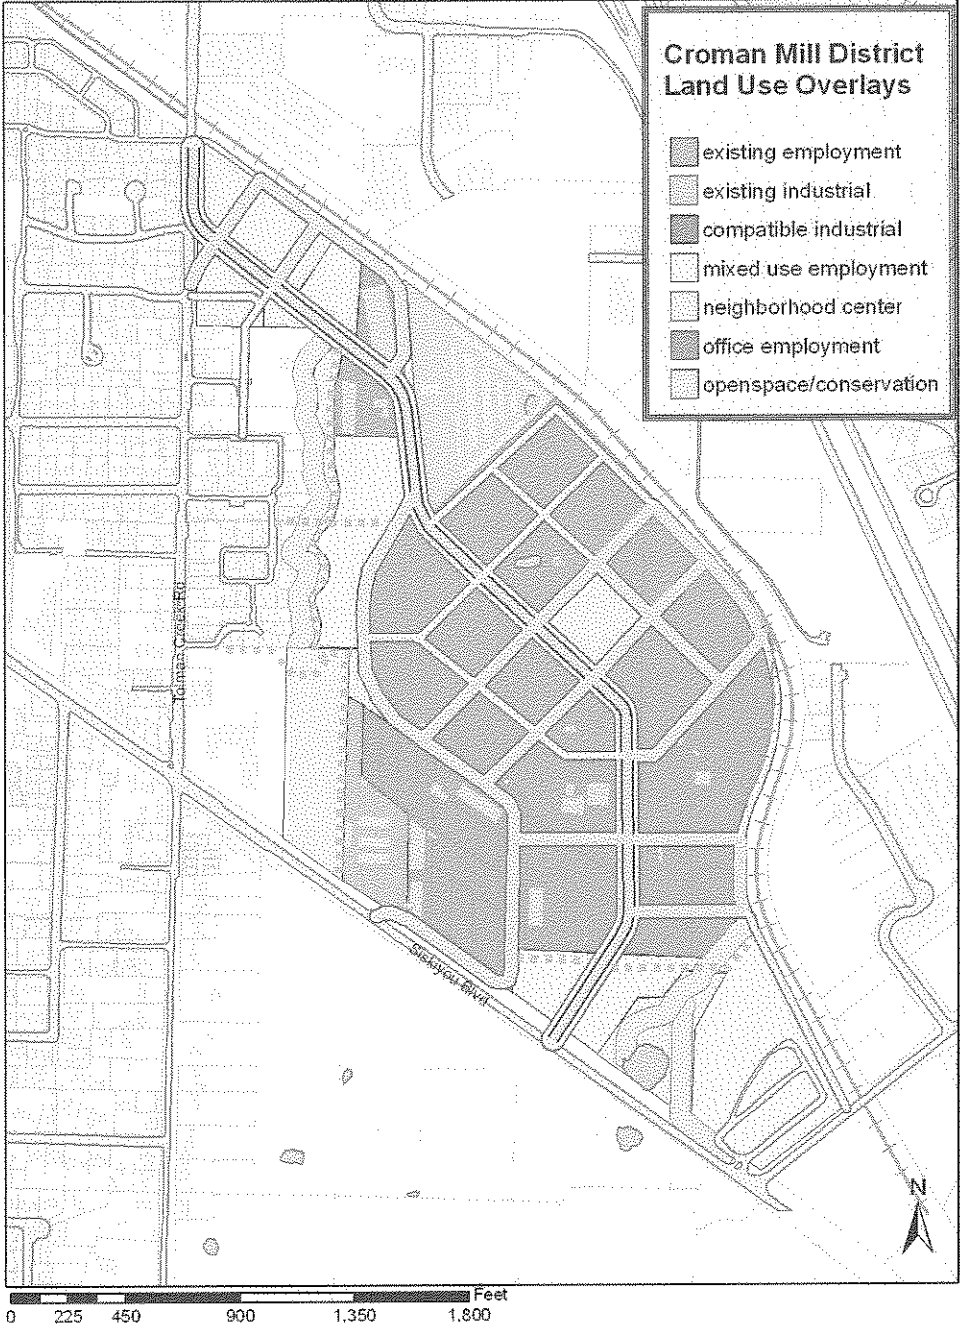 Croman Mill District
Land Use Overlays
existing employment
existing industrial
compatible industrial
mixed use employment
neighborhood center
office employment
openspace/conservation
Tolman Creek Rd
Siskiyou Blvd
N
Feet
0 225 450 900 1,350 1,800